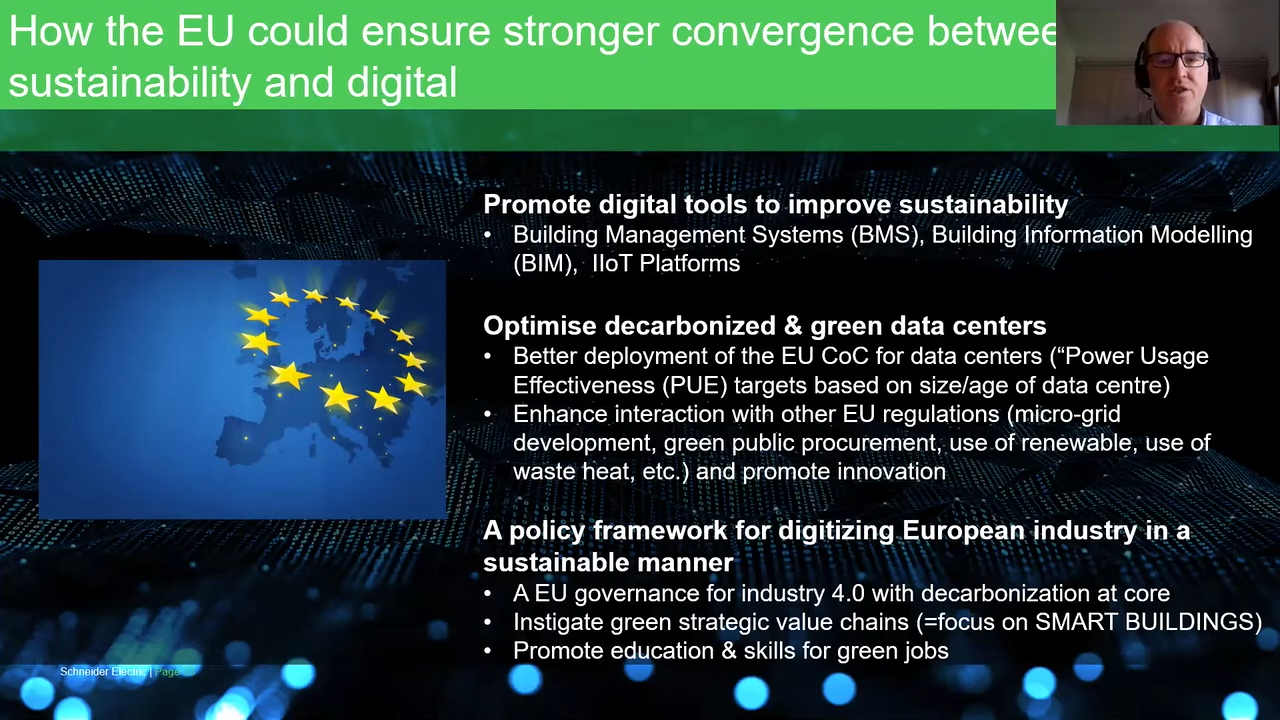 How the EU could ensure stronger convergence betwee
sustainability and digital
Promote digital tools to improve sustainability
• Building Management Systems (BMS), Building Information Modelling
(BIM), IIoT Platforms
Optimise decarbonized & green data centers
• Better deployment of the EU CoC for data centers (“Power Usage
Effectiveness (PUE) targets based on size/age of data centre)
• Enhance interaction with other EU regulations (micro-grid
development, green public procurement, use of renewable, use of
waste heat, etc.) and promote innovation
A policy framework for digitizing European industry in a
sustainable manner
• A EU governance for industry 4.0 with decarbonization at core
• Instigate green strategic value chains (=focus on SMART BUILDINGS)
• Promote education & skills for green jobs
Schneider Electric | Page